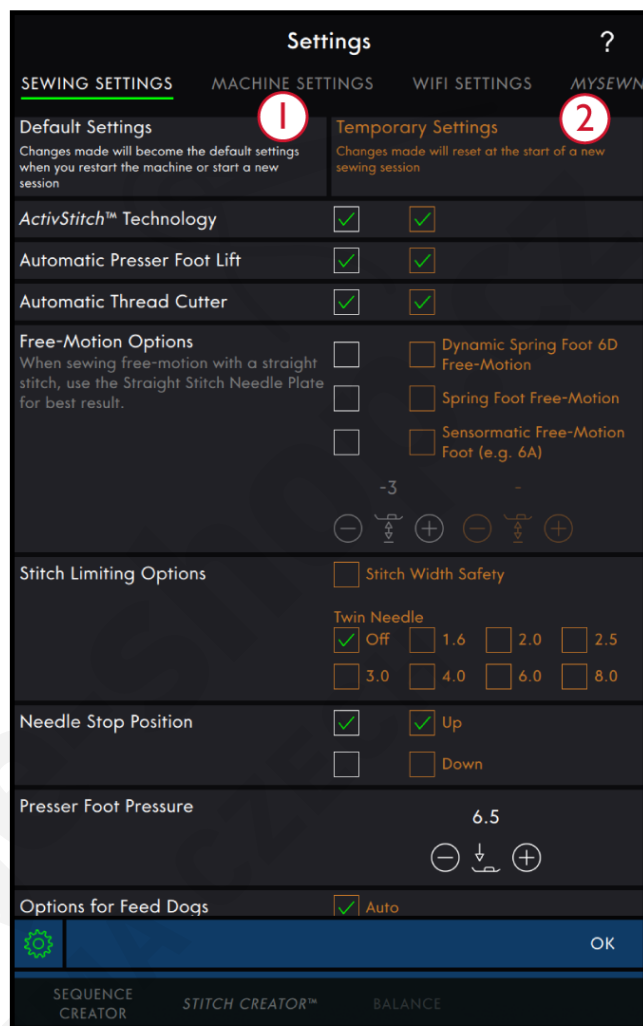 Settings
?
SEWING SETTINGS MACHINE SETTINGS WIFI SETTINGS MYSEWN
1
2
Default Settings
Changes made will become the default settings
when you restart the machine or start a new
session
Temporary Settings
Changes made will reset at the start of a new
sewing session
ActivStitch™ Technology
Automatic Presser Foot Lift
Automatic Thread Cutter
Free-Motion Options
When sewing free-motion with a straight
stitch, use the Straight Stitch Needle Plate
for best result.
Dynamic Spring Foot 6D
Free-Motion
Spring Foot Free-Motion
Sensormatic Free-Motion
Foot (e.g. 6A)
-3 -
Stitch Limiting Options
Stitch Width Safety
Twin Needle
Off 1.6 2.0 2.5
3.0 4.0 6.0 8.0
Needle Stop Position
Up
Down
Presser Foot Pressure
6.5
Options for Feed Dogs
Auto
OK
SEQUENCE
CREATOR
STITCH CREATOR™
BALANCE